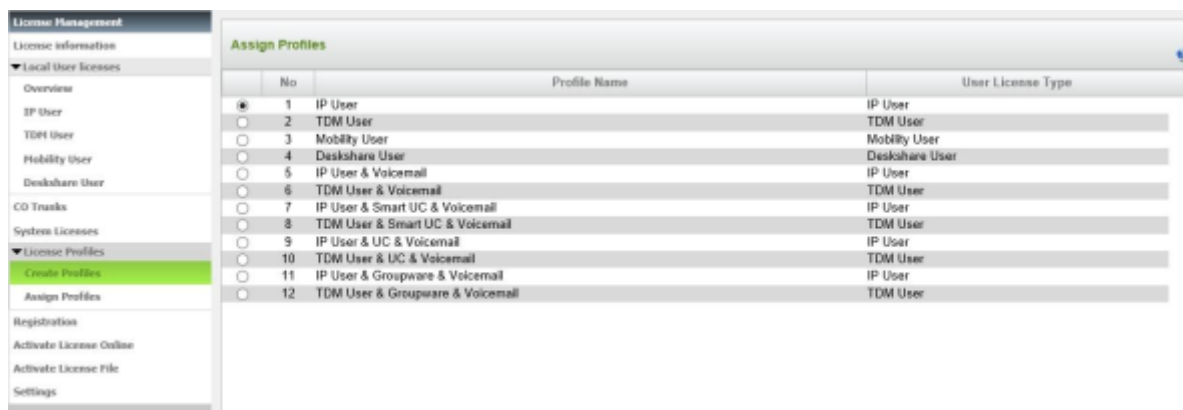 License Management
License information
Local User licenses
Overview
IP User
TDM User
Mobility User
Deskshare User
CO Trunks
System Licenses
License Profiles
Create Profiles
Assign Profiles
Registration
Activate License Online
Activate License File
Settings
Assign Profiles
No Profile Name User License Type
1 IP User IP User
2 TDM User TDM User
3 Mobility User Mobility User
4 Deskshare User Deskshare User
5 IP User & Voicemail IP User
6 TDM User & Voicemail TDM User
7 IP User & Smart UC & Voicemail IP User
8 TDM User & Smart UC & Voicemail TDM User
9 IP User & UC & Voicemail IP User
10 TDM User & UC & Voicemail TDM User
11 IP User & Groupware & Voicemail IP User
12 TDM User & Groupware & Voicemail TDM User